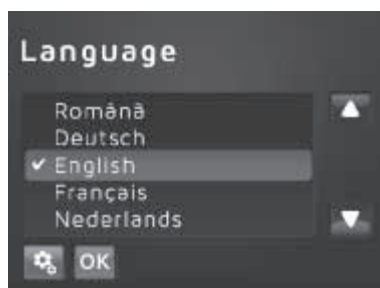 Language
Română
Deutsch
English
Français
Nederlands
OK